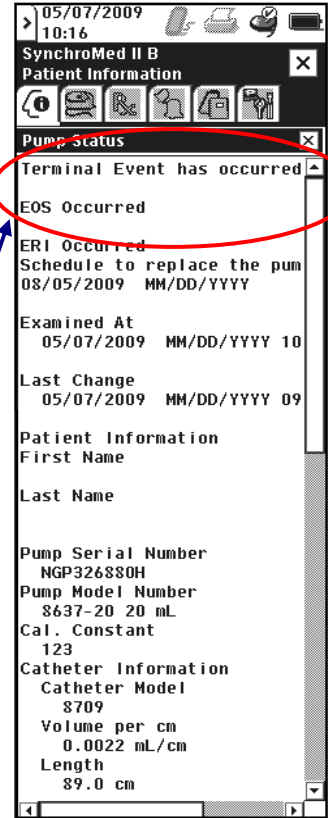 05/07/2009
10:16
SynchroMed II B
Patient Information
Pump Status
Terminal Event has occurred
EOS Occurred
ERI Occurred
Schedule to replace the pum
08/05/2009 MM/DD/YYYY
Examined At
05/07/2009 MM/DD/YYYY 10
Last Change
05/07/2009 MM/DD/YYYY 09
Patient Information
First Name
Last Name
Pump Serial Number
NGP326880H
Pump Model Number
8637-20 20 mL
Cal. Constant
123
Catheter Information
Catheter Model
8709
Volume per cm
0.0022 mL/cm
Length
89.0 cm